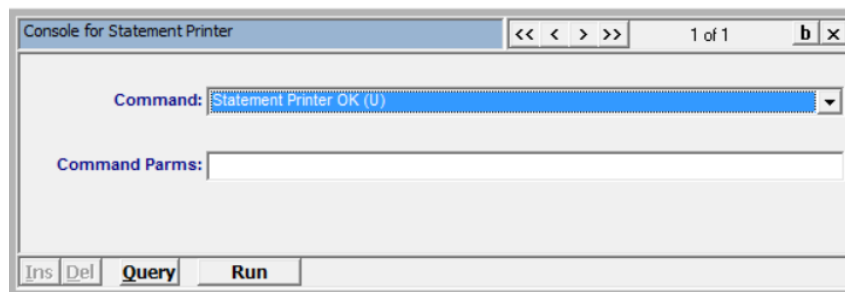 Console for Statement Printer << < > >> 1 of 1 b x
Command: Statement Printer OK (U)
Command Parms:
Ins Del Query Run